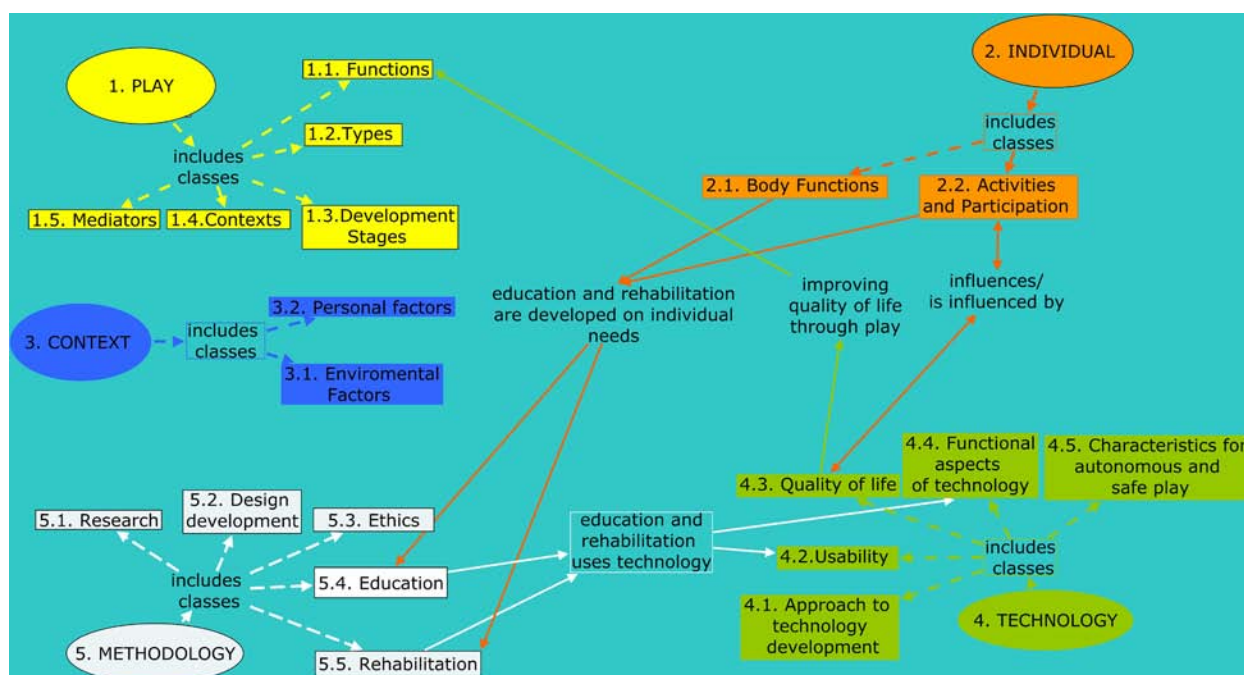 1. PLAY
1.1. Functions
1.2.Types
includes
classes
1.5. Mediators
1.4.Contexts
1.3.Development
Stages
2. INDIVIDUAL
includes
classes
2.1. Body Functions
2.2. Activities
and Participation
education and rehabilitation
are developed on individual
needs
improving
quality of life
through play
influences/
is influenced by
3. CONTEXT
includes
classes
3.2. Personal factors
3.1. Enviromental
Factors
4.4. Functional
aspects
of technology
4.5. Characteristics for
autonomous and
safe play
4.3. Quality of life
5.1. Research
5.2. Design
development
5.3. Ethics
education and
rehabilitation
uses technology
4.2.Usability
includes
classes
includes
classes
5.4. Education
4.1. Approach to
technology
development
4. TECHNOLOGY
5. METHODOLOGY
5.5. Rehabilitation